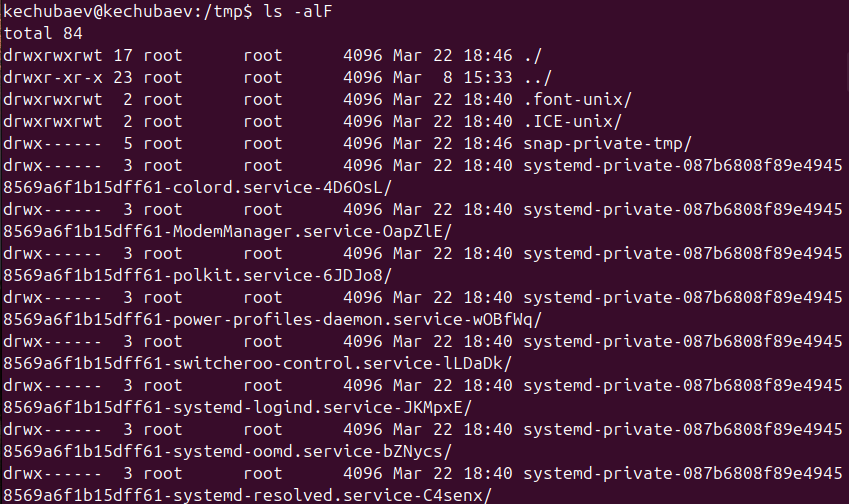 kechubaev@kechubaev:/tmp$ ls -alF
total 84
drwxrwxrwt 17 root      root      4096 Mar 22 18:46 ./
drwxr-xr-x 23 root      root      4096 Mar  8 15:33 ../
drwxrwxrwt  2 root      root      4096 Mar 22 18:40 .font-unix/
drwxrwxrwt  2 root      root      4096 Mar 22 18:40 .ICE-unix/
drwx------  5 root      root      4096 Mar 22 18:46 snap-private-tmp/
drwx------  3 root      root      4096 Mar 22 18:40 systemd-private-087b6808f89e4945
8569a6f1b15dff61-colord.service-4D6OsL/
drwx------  3 root      root      4096 Mar 22 18:40 systemd-private-087b6808f89e4945
8569a6f1b15dff61-ModemManager.service-OapZlE/
drwx------  3 root      root      4096 Mar 22 18:40 systemd-private-087b6808f89e4945
8569a6f1b15dff61-polkit.service-6JDJo8/
drwx------  3 root      root      4096 Mar 22 18:40 systemd-private-087b6808f89e4945
8569a6f1b15dff61-power-profiles-daemon.service-wOBfWq/
drwx------  3 root      root      4096 Mar 22 18:40 systemd-private-087b6808f89e4945
8569a6f1b15dff61-switcheroo-control.service-lLDaDk/
drwx------  3 root      root      4096 Mar 22 18:40 systemd-private-087b6808f89e4945
8569a6f1b15dff61-systemd-logind.service-JKMpxE/
drwx------  3 root      root      4096 Mar 22 18:40 systemd-private-087b6808f89e4945
8569a6f1b15dff61-systemd-oomd.service-bZNycs/
drwx------  3 root      root      4096 Mar 22 18:40 systemd-private-087b6808f89e4945
8569a6f1b15dff61-systemd-resolved.service-C4senx/